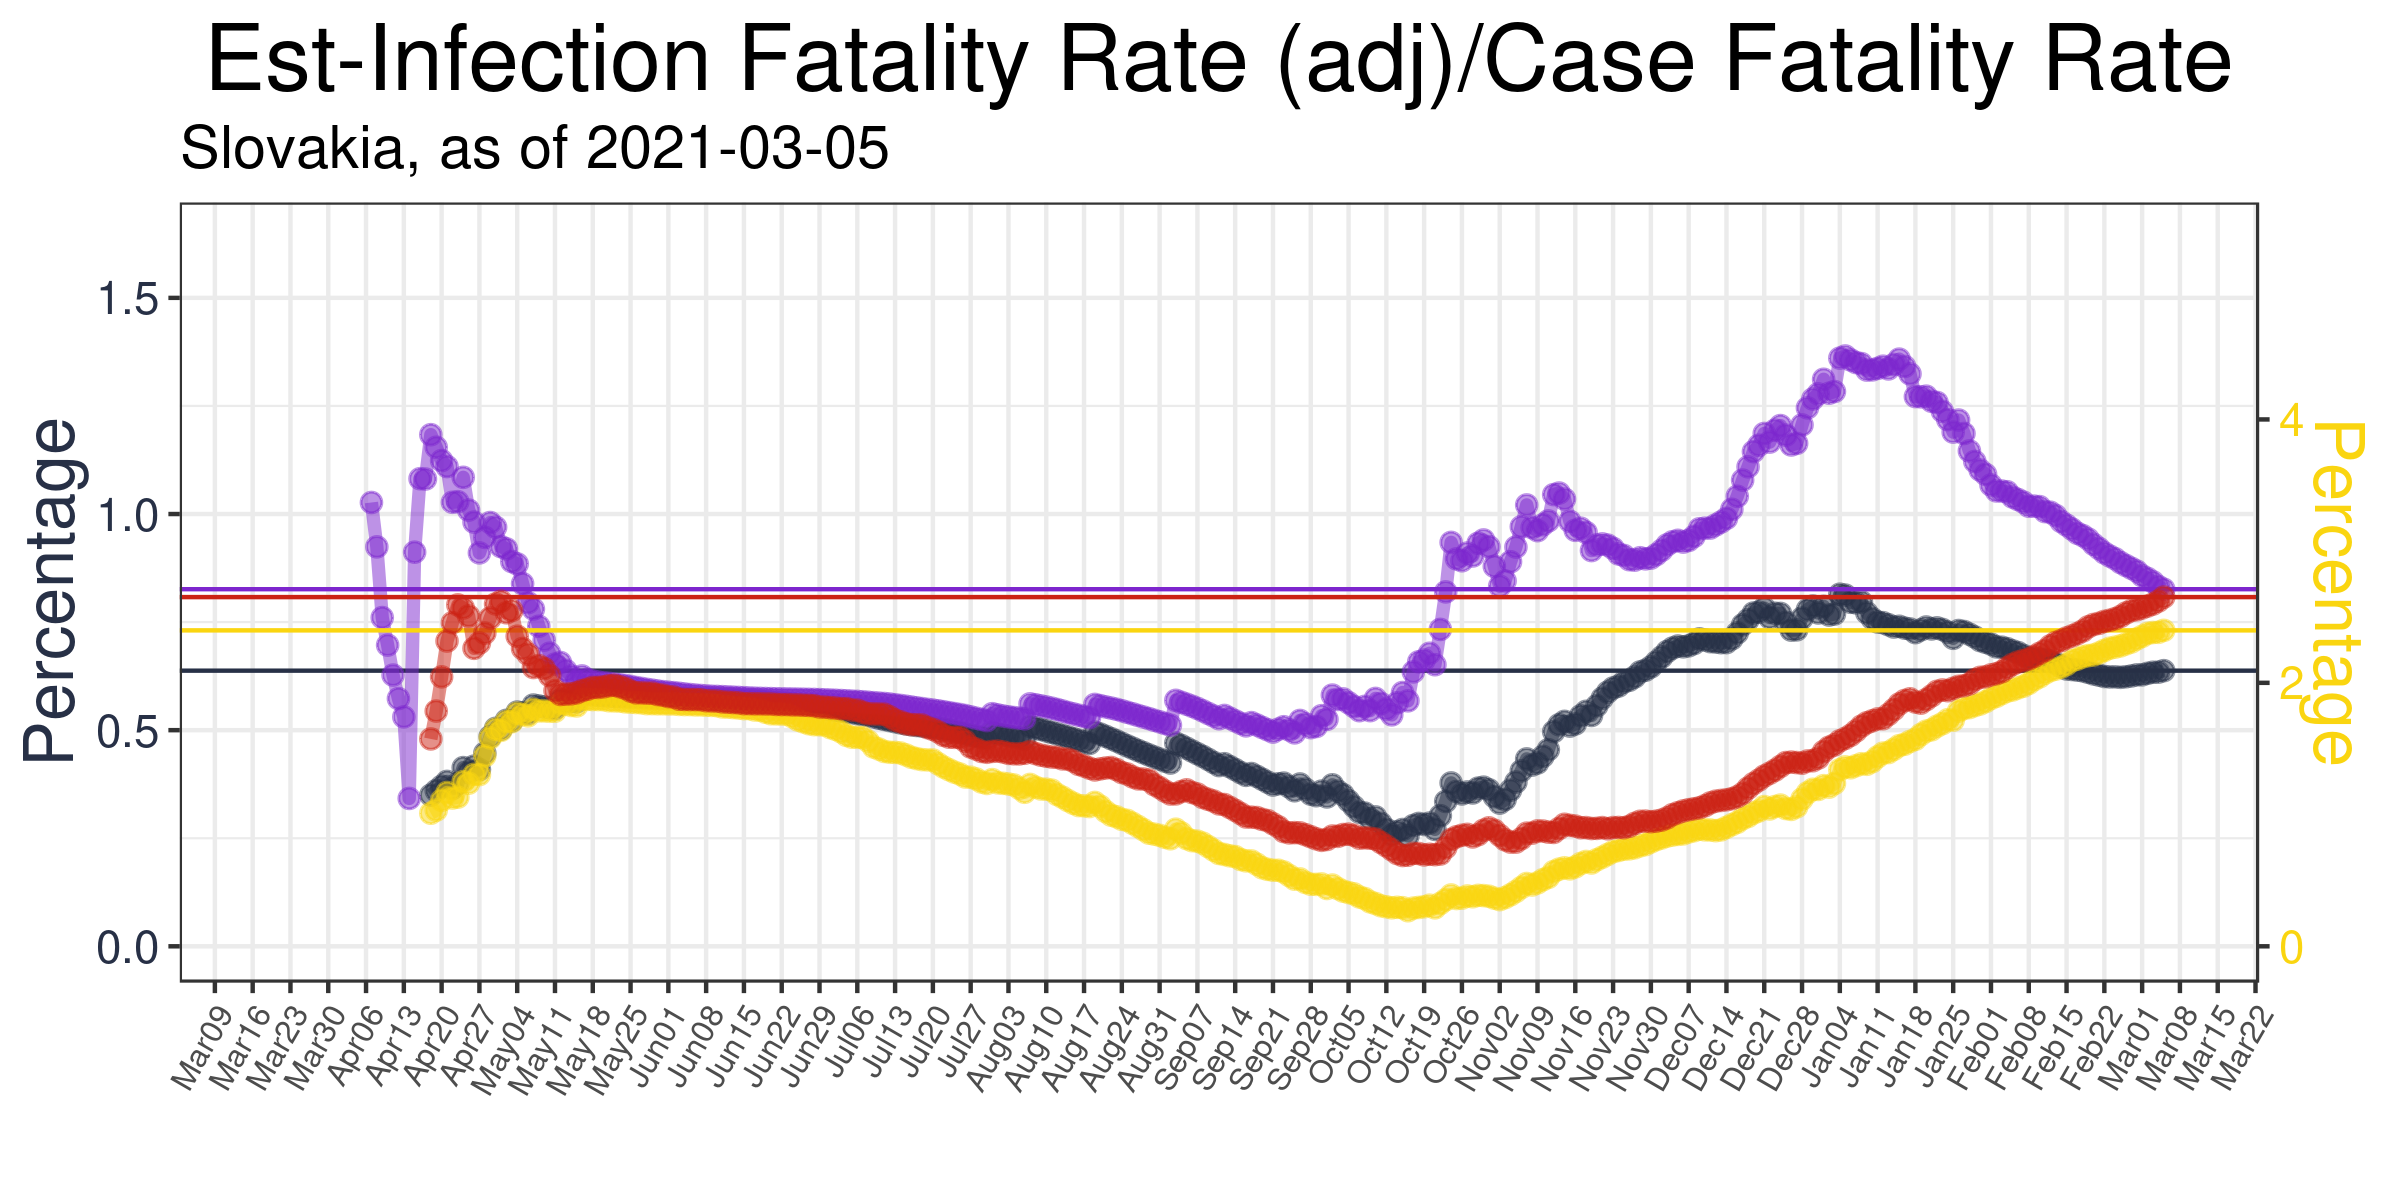 Est-Infection Fatality Rate (adj)/Case Fatality Rate
Slovakia, as of 2021-03-05
Percentage
1.5
1.0
0.5
0.0
Percentage
4
2
0
Mar09
Mar16
Mar23
Mar30
Apr06
Apr13
Apr20
Apr27
May04
May11
May18
May25
Jun01
Jun08
Jun15
Jun22
Jun29
Jul06
Jul13
Jul20
Jul27
Aug03
Aug10
Aug17
Aug24
Aug31
Sep07
Sep14
Sep21
Sep28
Oct05
Oct12
Oct19
Oct26
Nov02
Nov09
Nov16
Nov23
Nov30
Dec07
Dec14
Dec21
Dec28
Jan04
Jan11
Jan18
Jan25
Feb01
Feb08
Feb15
Feb22
Mar01
Mar08
Mar15
Mar22